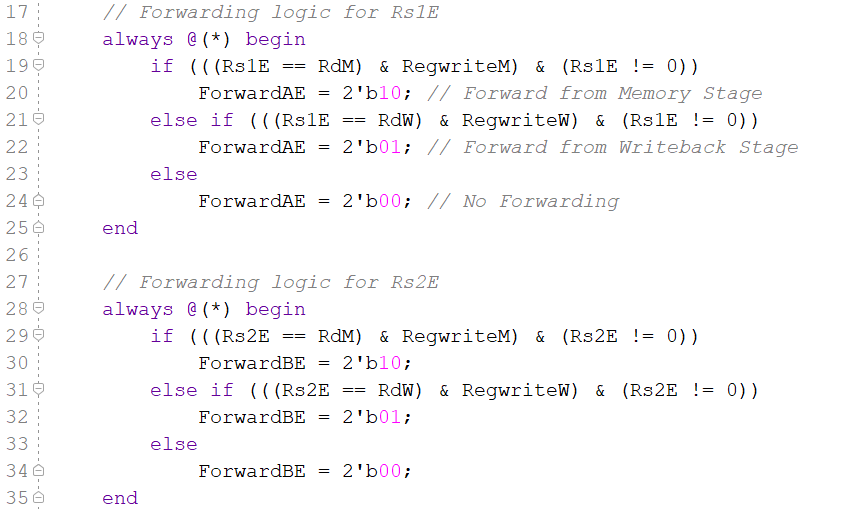 17 // Forwarding logic for Rs1E
18 always @(*) begin
19 if (((Rs1E == RdM) & RegwriteM) & (Rs1E != 0))
20 ForwardAE = 2'b10; // Forward from Memory Stage
21 else if (((Rs1E == RdW) & RegwriteW) & (Rs1E != 0))
22 ForwardAE = 2'b01; // Forward from Writeback Stage
23 else
24 ForwardAE = 2'b00; // No Forwarding
25 end
26
27 // Forwarding logic for Rs2E
28 always @(*) begin
29 if (((Rs2E == RdM) & RegwriteM) & (Rs2E != 0))
30 ForwardBE = 2'b10;
31 else if (((Rs2E == RdW) & RegwriteW) & (Rs2E != 0))
32 ForwardBE = 2'b01;
33 else
34 ForwardBE = 2'b00;
35 end